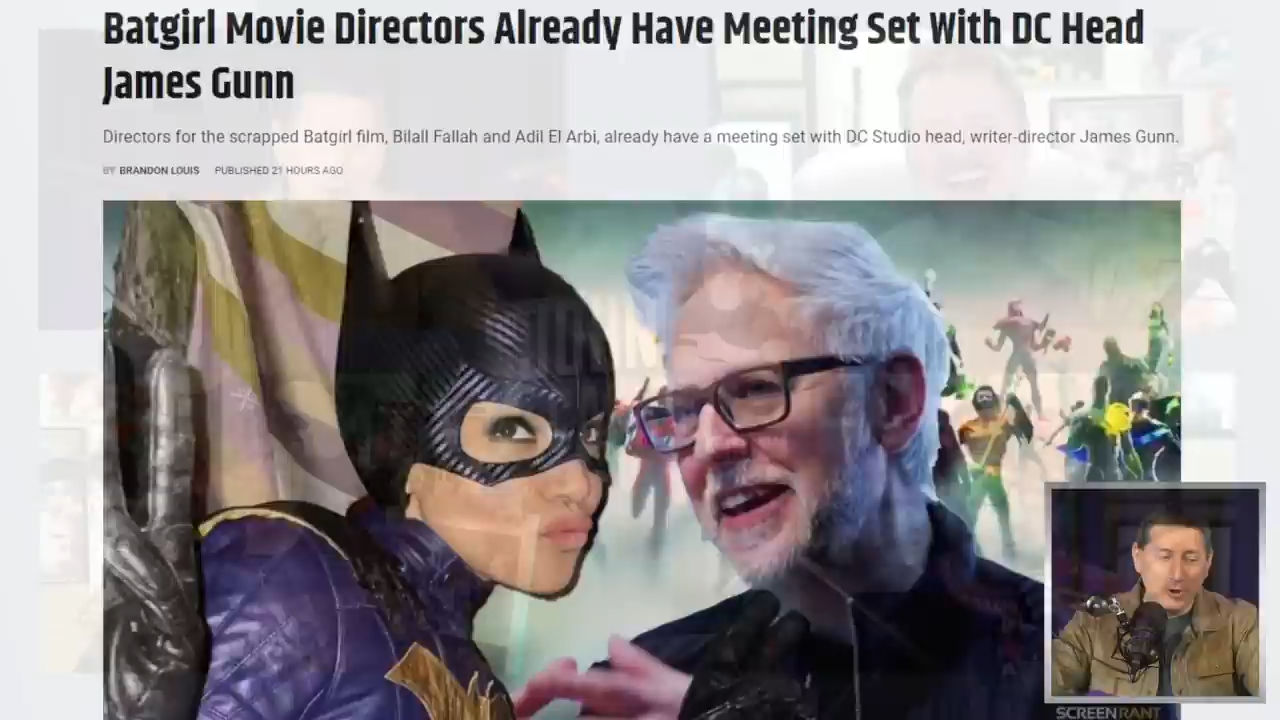 Batgirl Movie Directors Already Have Meeting Set With DC Head
James Gunn
Directors for the scrapped Batgirl film, Bilall Fallah and Adil El Arbi, already have a meeting set with DC Studio head, writer-director James Gunn.
BY BRANDON LOUIS PUBLISHED 21 HOURS AGO
SCREENRANT